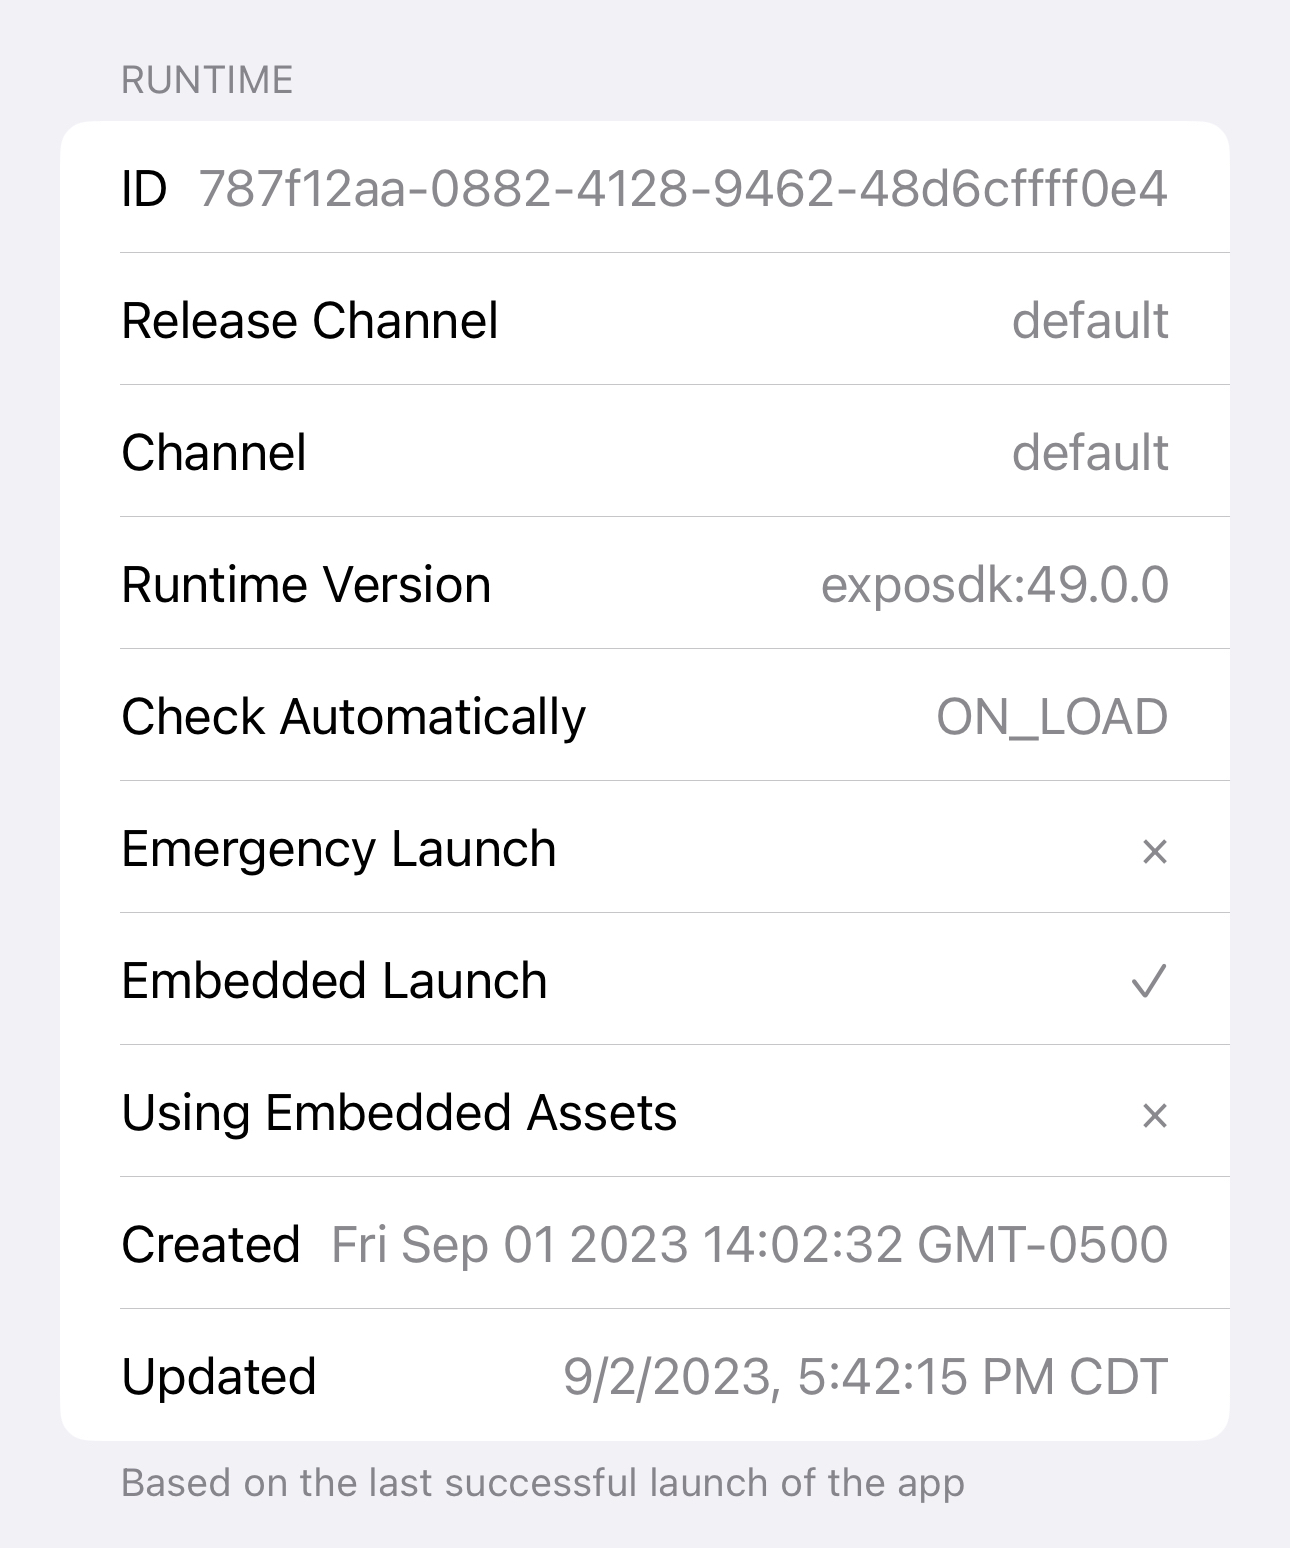 RUNTIME
ID 787f12aa-0882-4128-9462-48d6cffff0e4
Release Channel default
Channel default
Runtime Version exposdk:49.0.0
Check Automatically ON_LOAD
Emergency Launch ×
Embedded Launch ✓
Using Embedded Assets ×
Created Fri Sep 01 2023 14:02:32 GMT-0500
Updated 9/2/2023, 5:42:15 PM CDT
Based on the last successful launch of the app